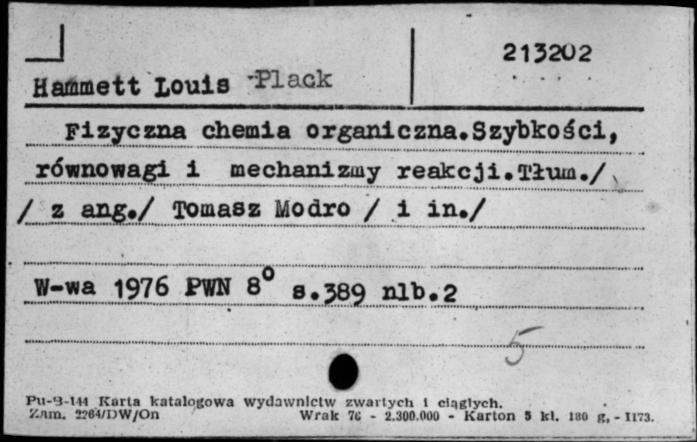 213202
Hammett Louis Plack
Fizyczna chemia organiczna.Szybkości,
równowagi i mechanizmy reakcji.Tłum./
/ z ang./ Tomasz Modro / i in./
W-wa 1976 PWN 8° s.389 nlb.2
5
Pu-B-144 Karta katalogowa wydawnictw zwartych i ciągłych.
Zam. 2264/DW/On Wrak 76 - 2.300.000 - Karton 5 kl. 180 g. - 1173.